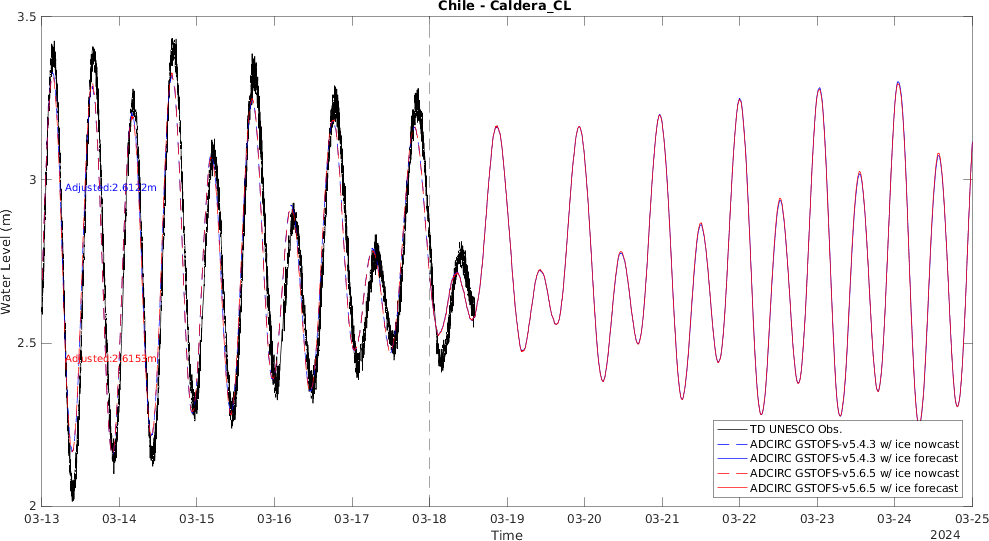 Chile - Caldera_CL
3.5
3
2.5
2
Water Level (m)
Adjusted:2.6122m
Adjusted:2.6153m
TD UNESCO Obs.
ADCIRC GSTOFS-v5.4.3 w/ ice nowcast
ADCIRC GSTOFS-v5.4.3 w/ ice forecast
ADCIRC GSTOFS-v5.6.5 w/ ice nowcast
ADCIRC GSTOFS-v5.6.5 w/ ice forecast
03-13 03-14 03-15 03-16 03-17 03-18 03-19 03-20 03-21 03-22 03-23 03-24 03-25
Time
2024